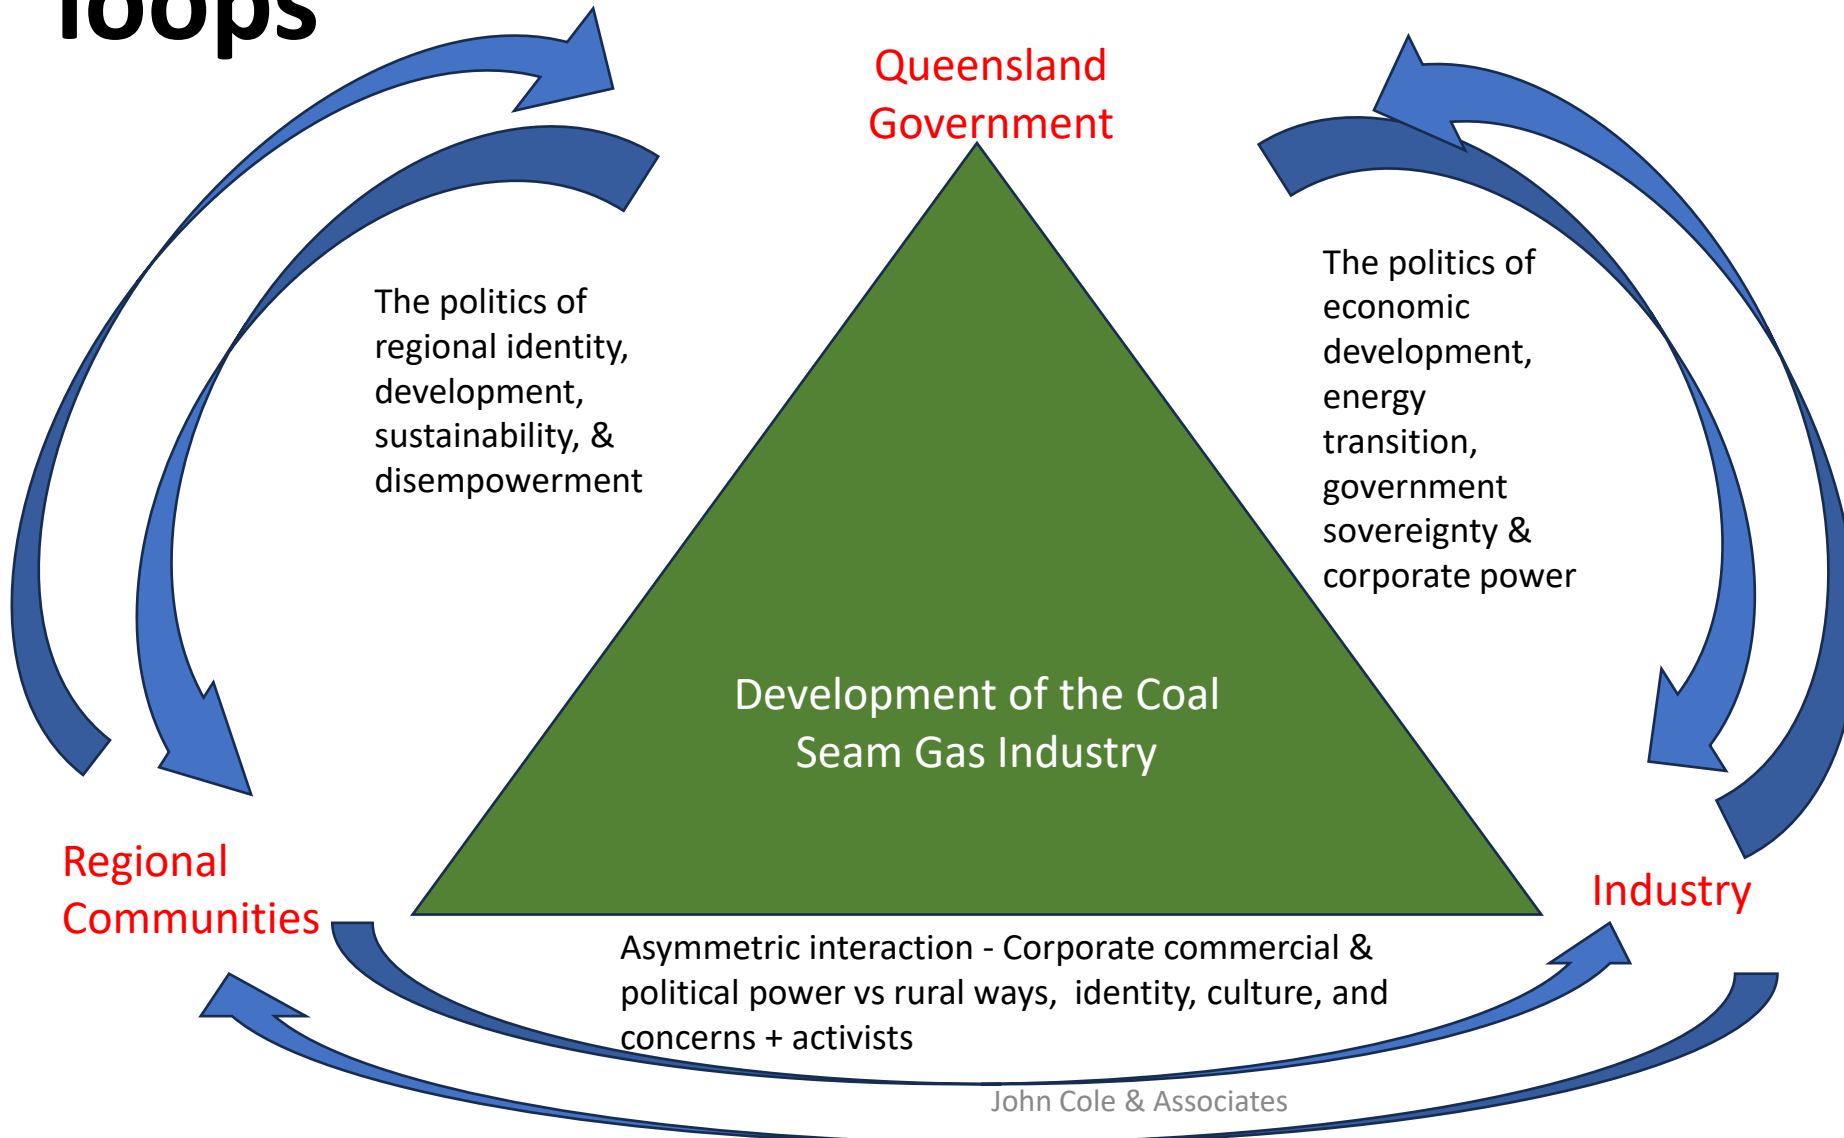 loops
Queensland
Government
The politics of
regional identity,
development,
sustainability, &
disempowerment
The politics of
economic
development,
energy
transition,
government
sovereignty &
corporate power
Development of the Coal
Seam Gas Industry
Regional
Communities
Industry
Asymmetric interaction - Corporate commercial &
political power vs rural ways,  identity, culture, and
concerns + activists
John Cole & Associates